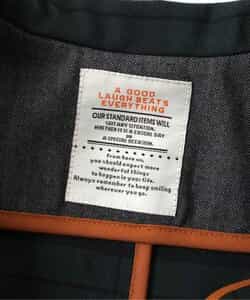 A GOOD
LAUGH BEATS
EVERYTHING
OUR STANDARD ITEMS WILL
SUIT ANY SITUATION,
WHETHER IT IS A CASUAL DAY
OR
A SPECIAL OCCASION.
From here on,
you should expect more
wonderful things
to happen in your life.
Always remember to keep smiling
wherever you go.